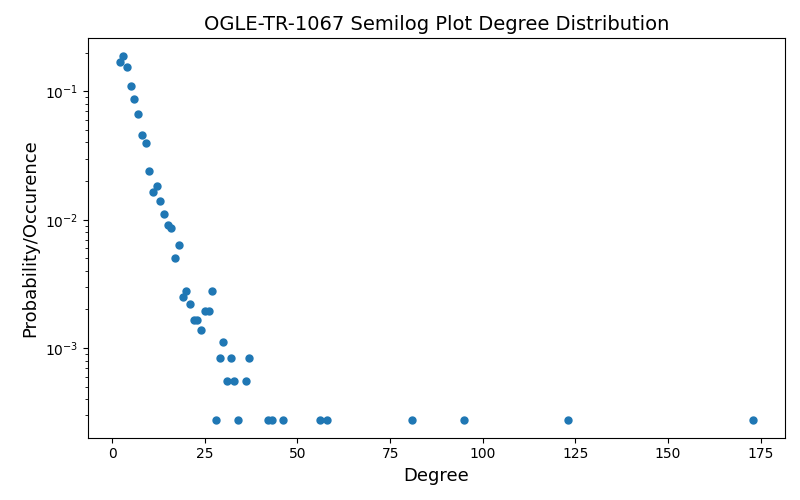 OGLE-TR-1067 Semilog Plot Degree Distribution
Probability/Occurence
10⁻¹
10⁻²
10⁻³
0 25 50 75 100 125 150 175
Degree